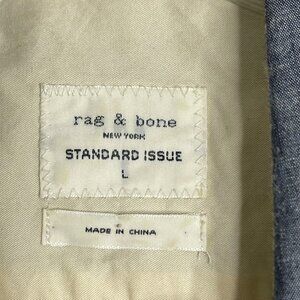 rag & bone
NEW YORK
STANDARD ISSUE
L
MADE IN CHINA